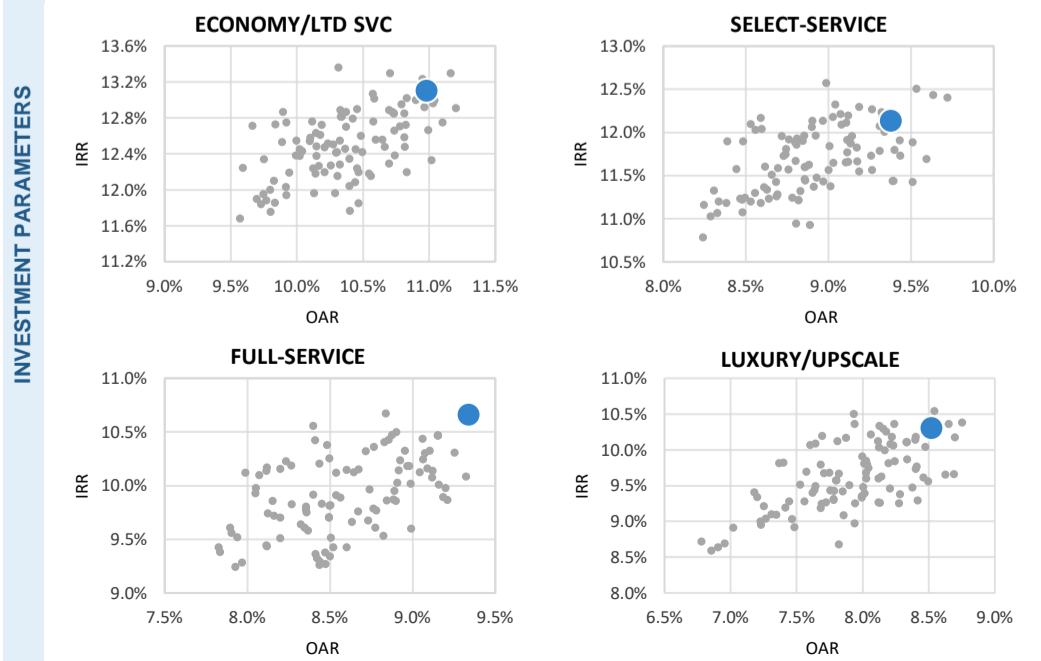 INVESTMENT PARAMETERS
ECONOMY/LTD SVC
13.6%
13.2%
12.8%
12.4%
12.0%
11.6%
11.2%
IRR
9.0% 9.5% 10.0% 10.5% 11.0% 11.5%
OAR
SELECT-SERVICE
13.0%
12.5%
12.0%
11.5%
11.0%
10.5%
IRR
8.0% 8.5% 9.0% 9.5% 10.0%
OAR
FULL-SERVICE
11.0%
10.5%
10.0%
9.5%
9.0%
IRR
7.5% 8.0% 8.5% 9.0% 9.5%
OAR
LUXURY/UPSCALE
11.0%
10.5%
10.0%
9.5%
9.0%
8.5%
8.0%
IRR
6.5% 7.0% 7.5% 8.0% 8.5% 9.0%
OAR